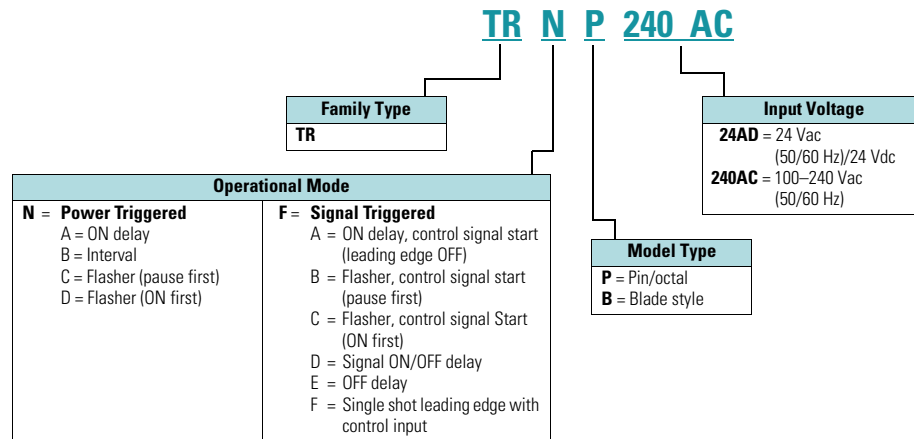 TR N P 240 AC
Family Type
TR
Input Voltage
24AD = 24 Vac
(50/60 Hz)/24 Vdc
240AC = 100–240 Vac
(50/60 Hz)
Operational Mode
N = Power Triggered
A = ON delay
B = Interval
C = Flasher (pause first)
D = Flasher (ON first)
F = Signal Triggered
A = ON delay, control signal start
(leading edge OFF)
B = Flasher, control signal start
(pause first)
C = Flasher, control signal Start
(ON first)
D = Signal ON/OFF delay
E = OFF delay
F = Single shot leading edge with
control input
Model Type
P = Pin/octal
B = Blade style